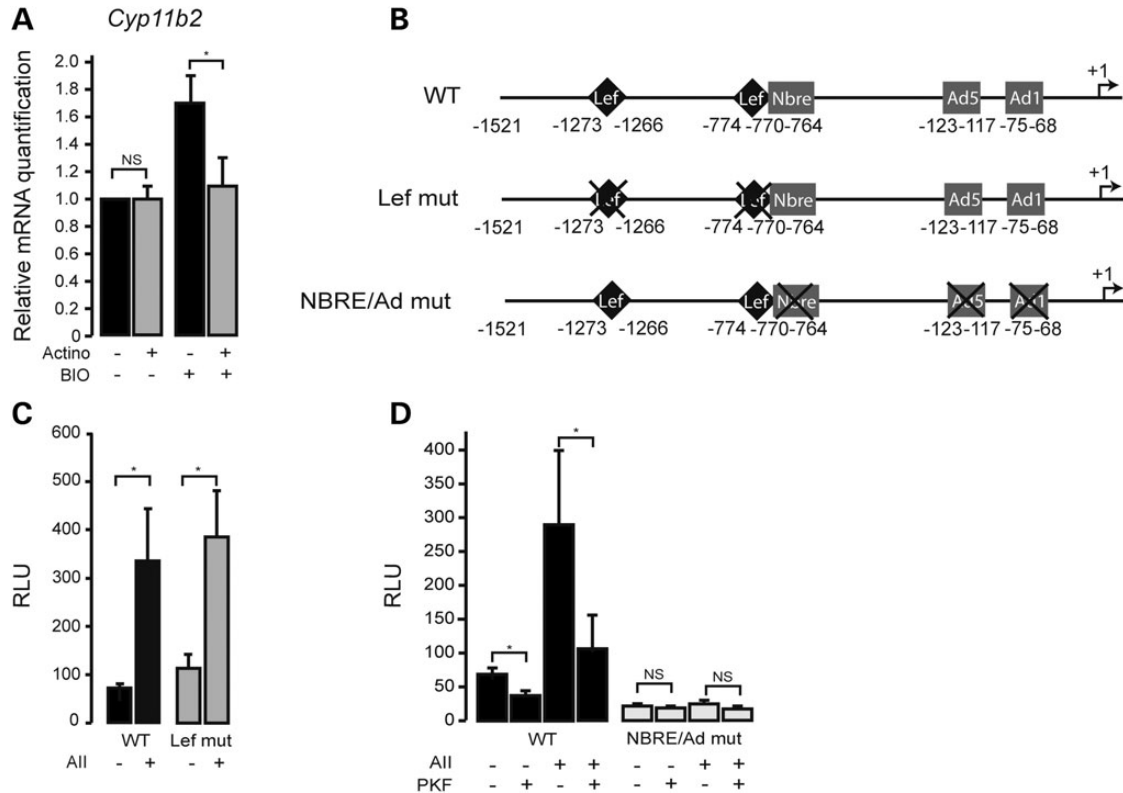 A
Cyp11b2
Relative mRNA quantification
2.0
1.8
1.6
1.4
1.2
1.0
0.8
0.6
0.4
0.2
0
NS
*
Actino - + - +
BIO - - + +
B
WT
Lef Lef Nbre Ad5 Ad1 +1
-1521 -1273 -1266 -774 -770-764 -123-117 -75-68
Lef mut
Lef Lef Nbre Ad5 Ad1 +1
-1521 -1273 -1266 -774 -770-764 -123-117 -75-68
NBRE/Ad mut
Lef Lef Nbre Ad5 Ad1 +1
-1521 -1273 -1266 -774 -770-764 -123-117 -75-68
C
RLU
600
500
400
300
200
100
0
* *
WT Lef mut
AII - + - +
D
RLU
400
350
300
250
200
150
100
50
0
* * NS NS
WT NBRE/Ad mut
AII - - + + - - + +
PKF - + - + - + - +